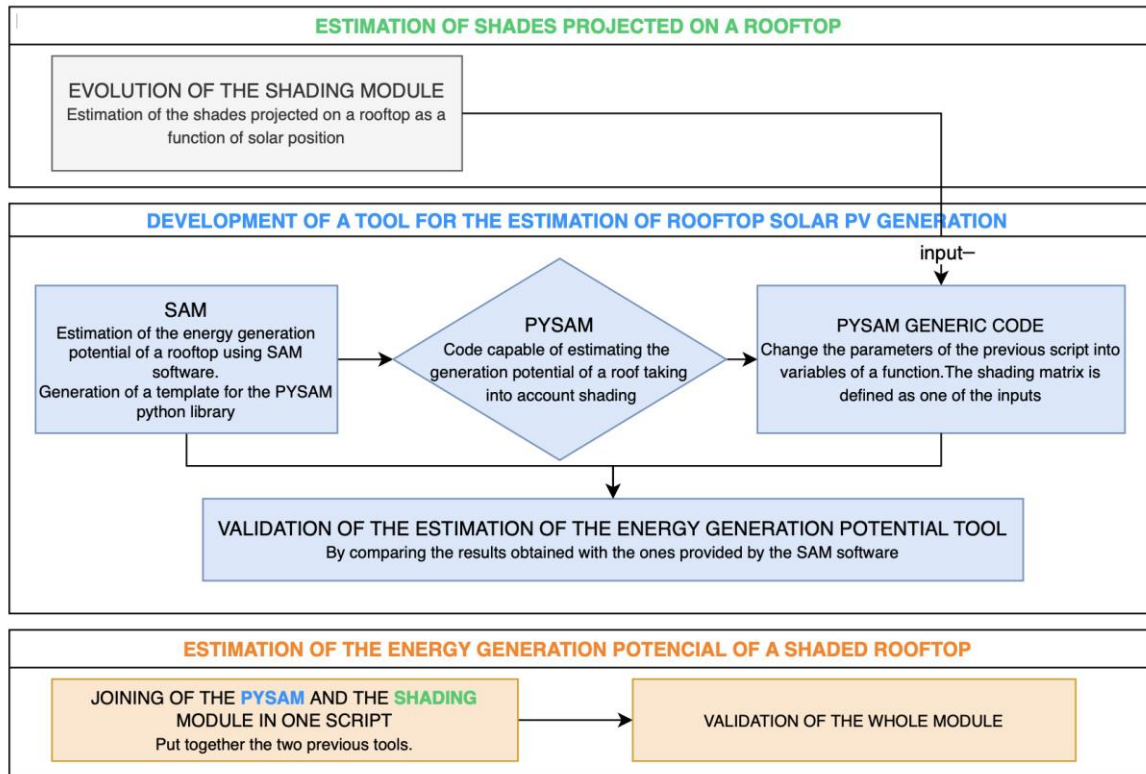 ESTIMATION OF SHADES PROJECTED ON A ROOFTOP
EVOLUTION OF THE SHADING MODULE
Estimation of the shades projected on a rooftop as a
function of solar position
DEVELOPMENT OF A TOOL FOR THE ESTIMATION OF ROOFTOP SOLAR PV GENERATION
input
SAM
Estimation of the energy generation
potential of a rooftop using SAM
software.
Generation of a template for the PYSAM
python library
PYSAM
Code capable of estimating the
generation potential of a roof taking
into account shading
PYSAM GENERIC CODE
Change the parameters of the previous script into
variables of a function.The shading matrix is
defined as one of the inputs
VALIDATION OF THE ESTIMATION OF THE ENERGY GENERATION POTENTIAL TOOL
By comparing the results obtained with the ones provided by the SAM software
ESTIMATION OF THE ENERGY GENERATION POTENCIAL OF A SHADED ROOFTOP
JOINING OF THE PYSAM AND THE SHADING
MODULE IN ONE SCRIPT
Put together the two previous tools.
VALIDATION OF THE WHOLE MODULE